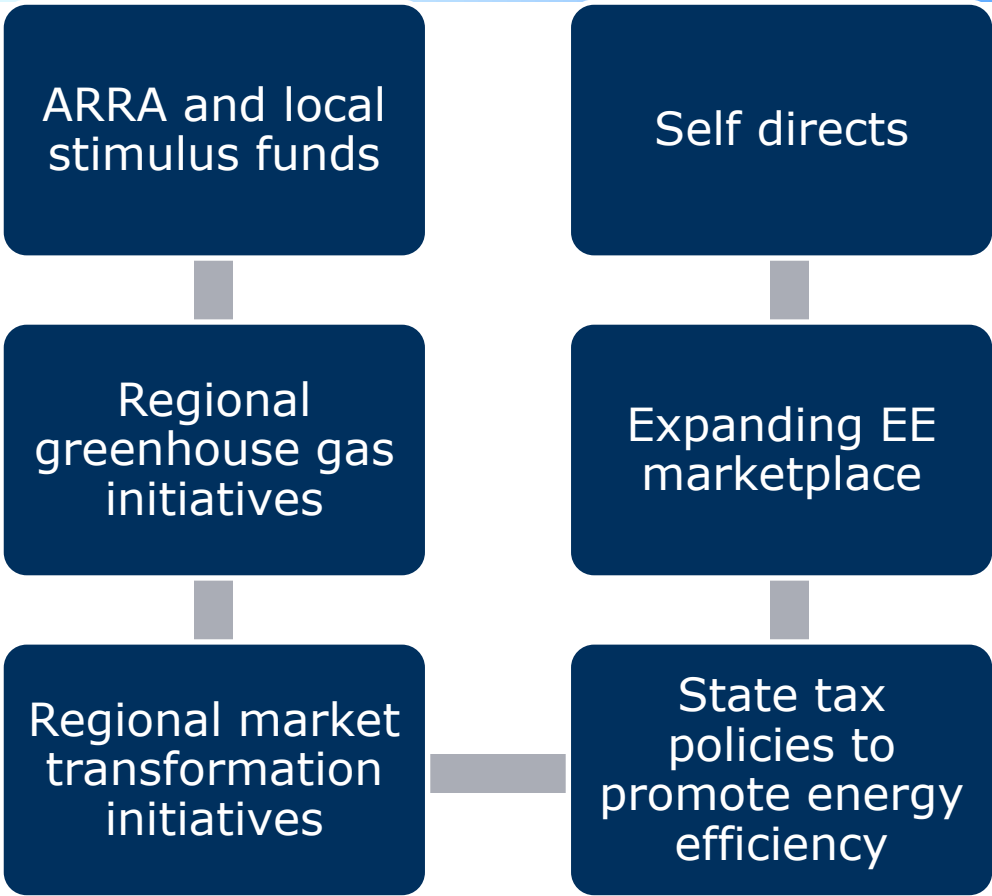 ARRA and local
stimulus funds
Regional
greenhouse gas
initiatives
Regional market
transformation
initiatives
State tax
policies to
promote energy
efficiency
Expanding EE
marketplace
Self directs